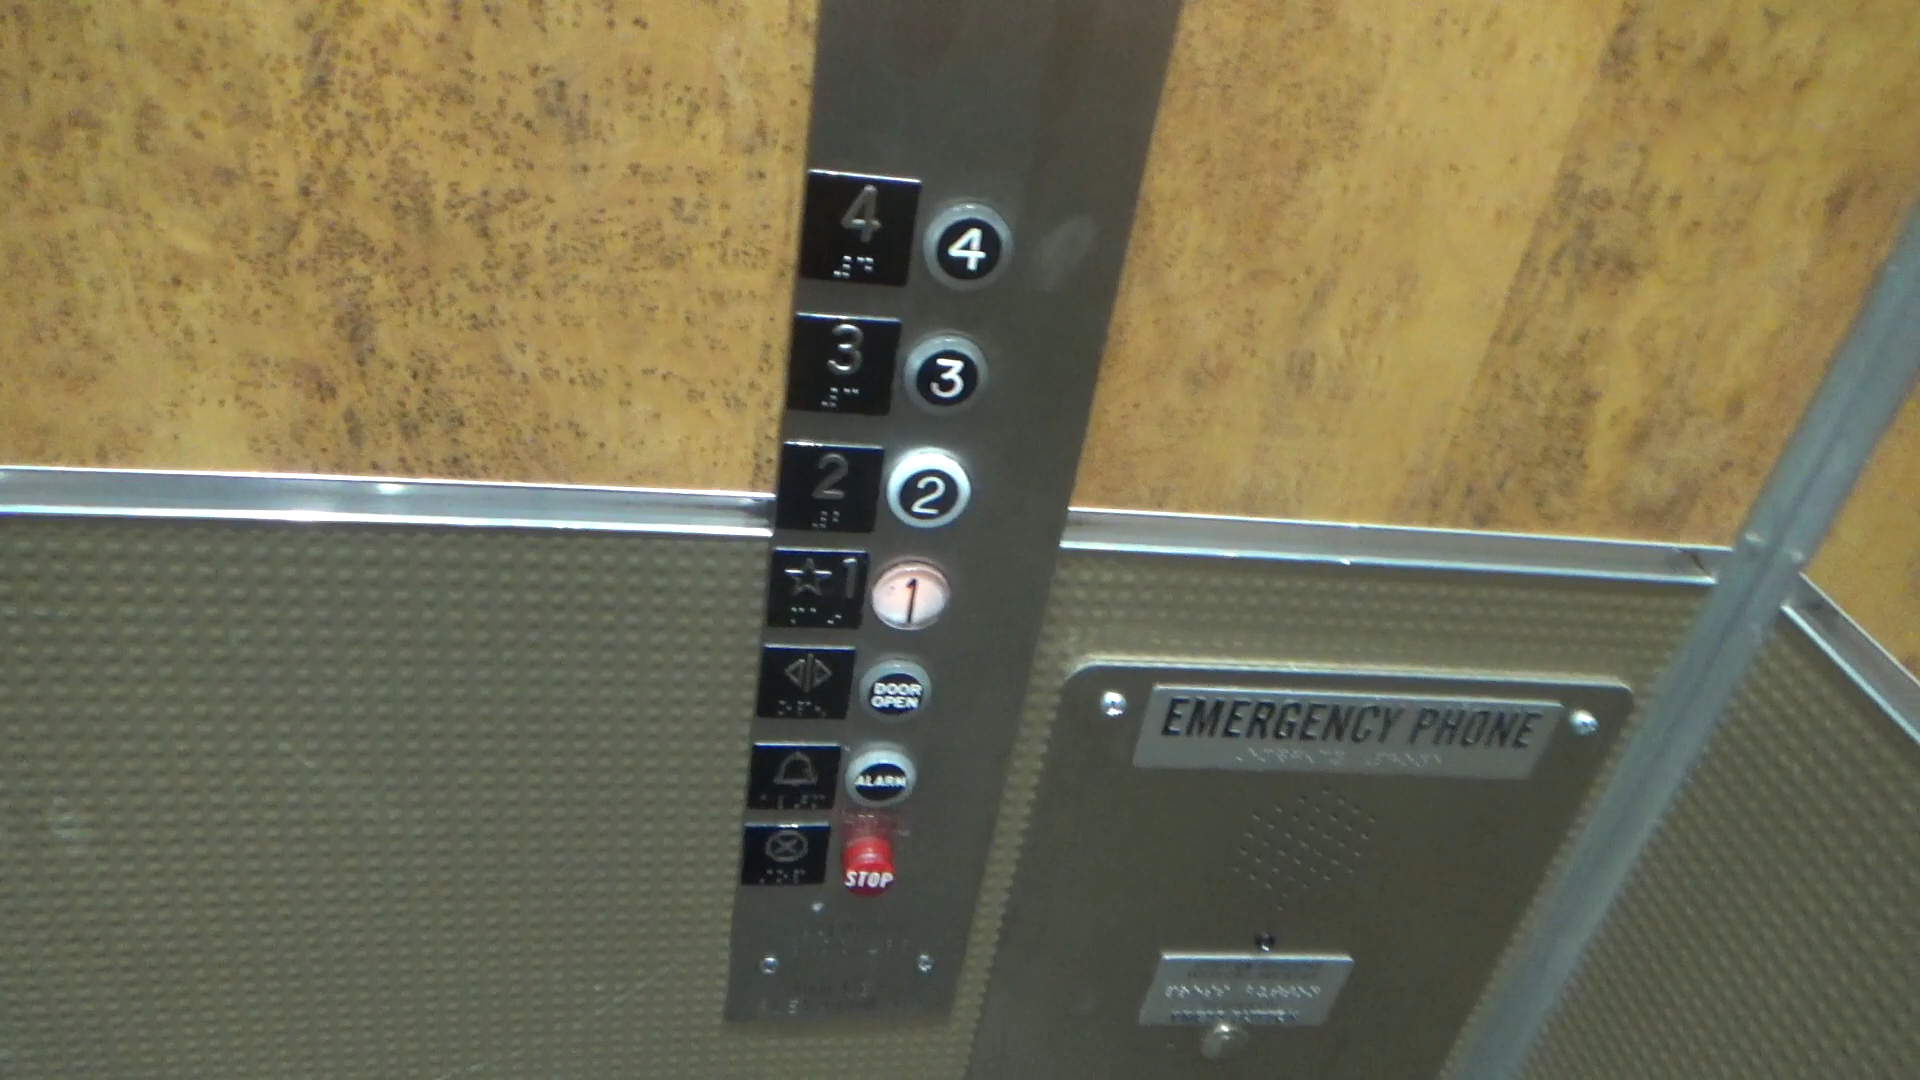 4 4
3 3
2 2
☆1 1
DOOR
OPEN
ALARM
STOP
EMERGENCY PHONE